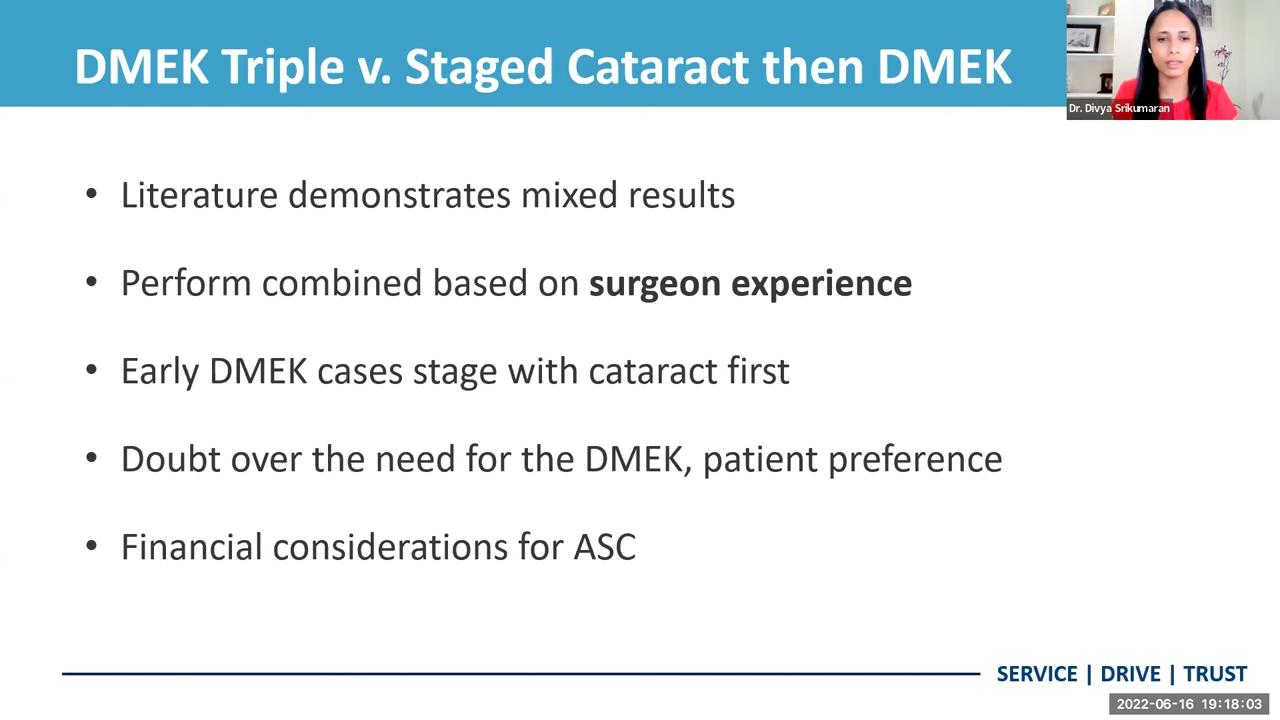 DMEK Triple v. Staged Cataract then DMEK
Dr. Divya Srikumaran
• Literature demonstrates mixed results
• Perform combined based on surgeon experience
• Early DMEK cases stage with cataract first
• Doubt over the need for the DMEK, patient preference
• Financial considerations for ASC
SERVICE | DRIVE | TRUST
2022-06-16 19:18:03